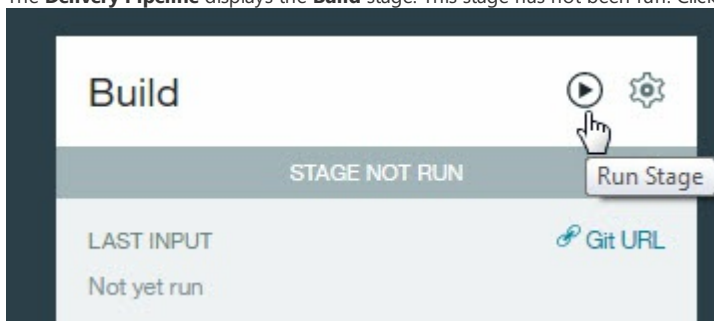 The Delivery Pipeline displays the Build stage. This stage has not been run. Click
Build
STAGE NOT RUN
Run Stage
LAST INPUT
Git URL
Not yet run